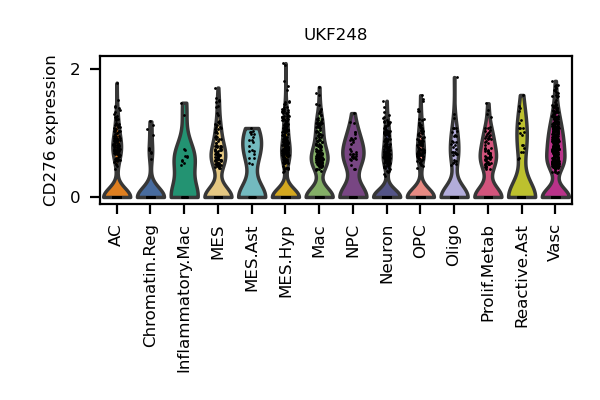 UKF248
CD276 expression
2
0
AC
Chromatin.Reg
Inflammatory.Mac
MES
MES.Ast
MES.Hyp
Mac
NPC
Neuron
OPC
Oligo
Prolif.Metab
Reactive.Ast
Vasc